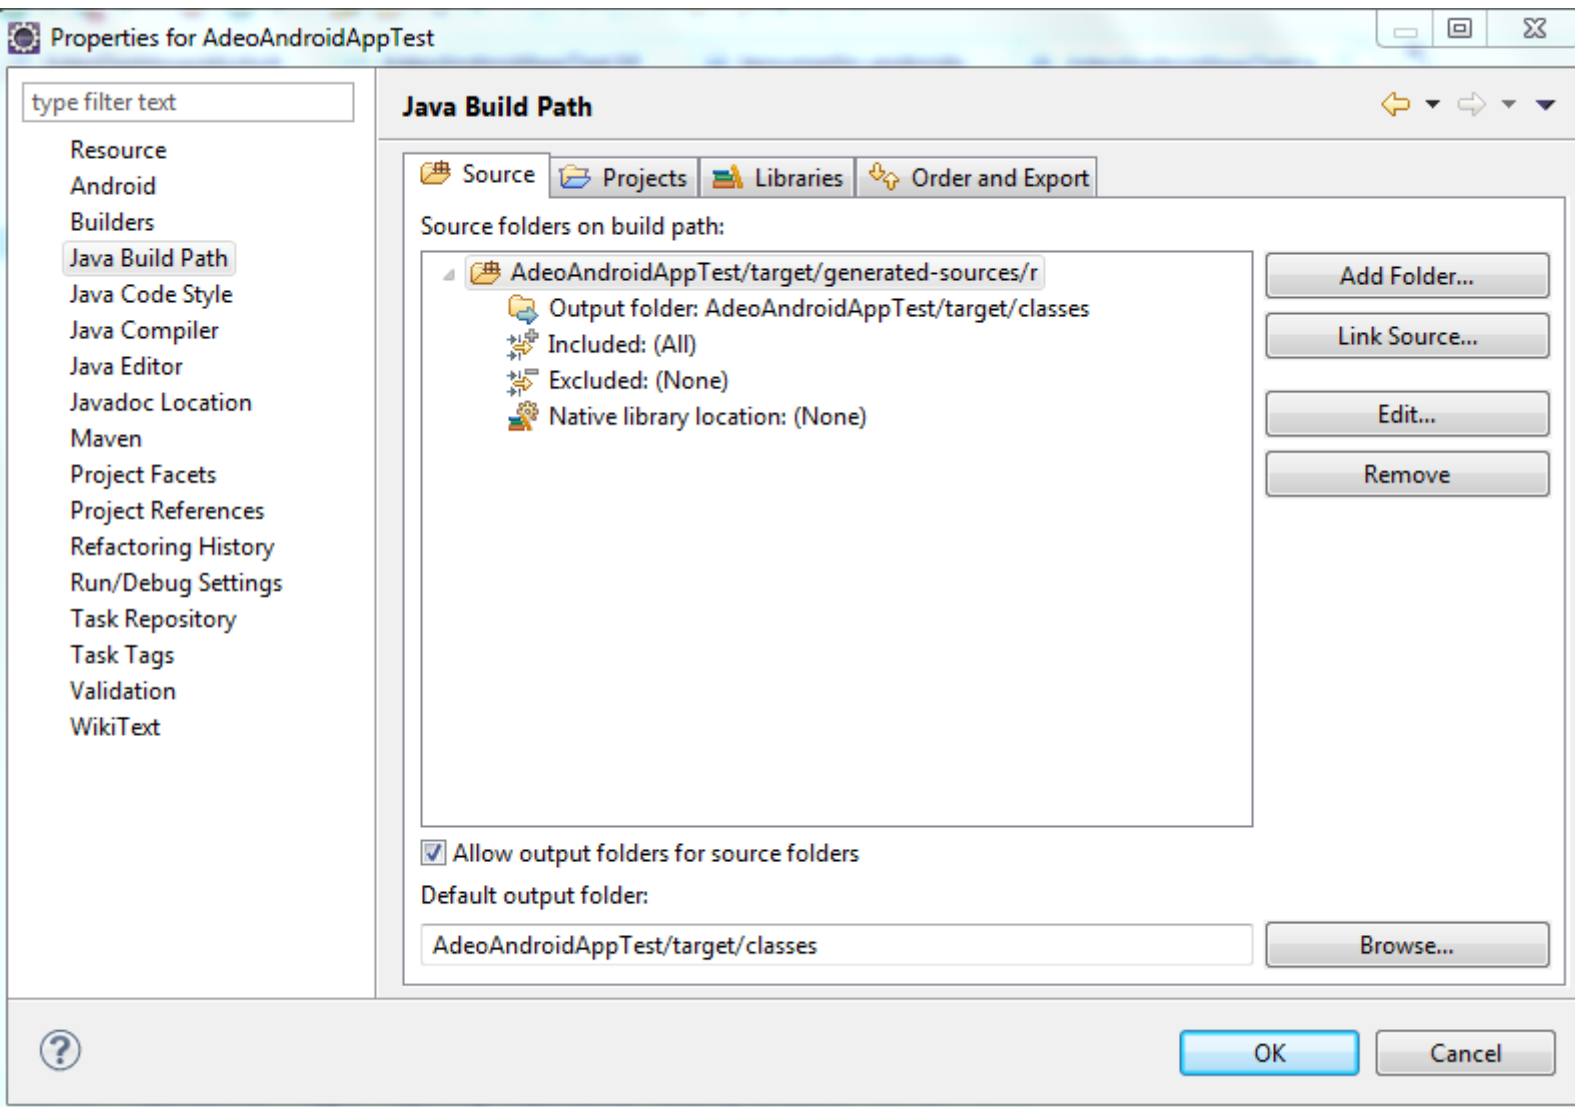 Properties for AdeoAndroidAppTest
type filter text
Resource
Android
Builders
Java Build Path
Java Code Style
Java Compiler
Java Editor
Javadoc Location
Maven
Project Facets
Project References
Refactoring History
Run/Debug Settings
Task Repository
Task Tags
Validation
WikiText
Java Build Path
Source Projects Libraries Order and Export
Source folders on build path:
AdeoAndroidAppTest/target/generated-sources/r
Output folder: AdeoAndroidAppTest/target/classes
Included: (All)
Excluded: (None)
Native library location: (None)
Add Folder...
Link Source...
Edit...
Remove
Allow output folders for source folders
Default output folder:
AdeoAndroidAppTest/target/classes
Browse...
OK
Cancel